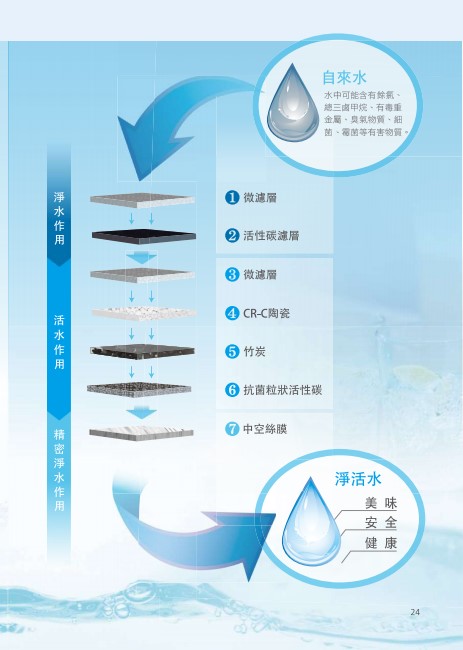 自來水
水中可能含有餘氯、
總三鹵甲烷、有毒重
金屬、臭氣物質、細
菌、霉菌等有害物質。
淨水作用
1 微濾層
2 活性碳濾層
活水作用
3 微濾層
4 CR-C陶瓷
5 竹炭
6 抗菌粒狀活性碳
精密淨水作用
7 中空絲膜
淨活水
美 味
安 全
健 康
24